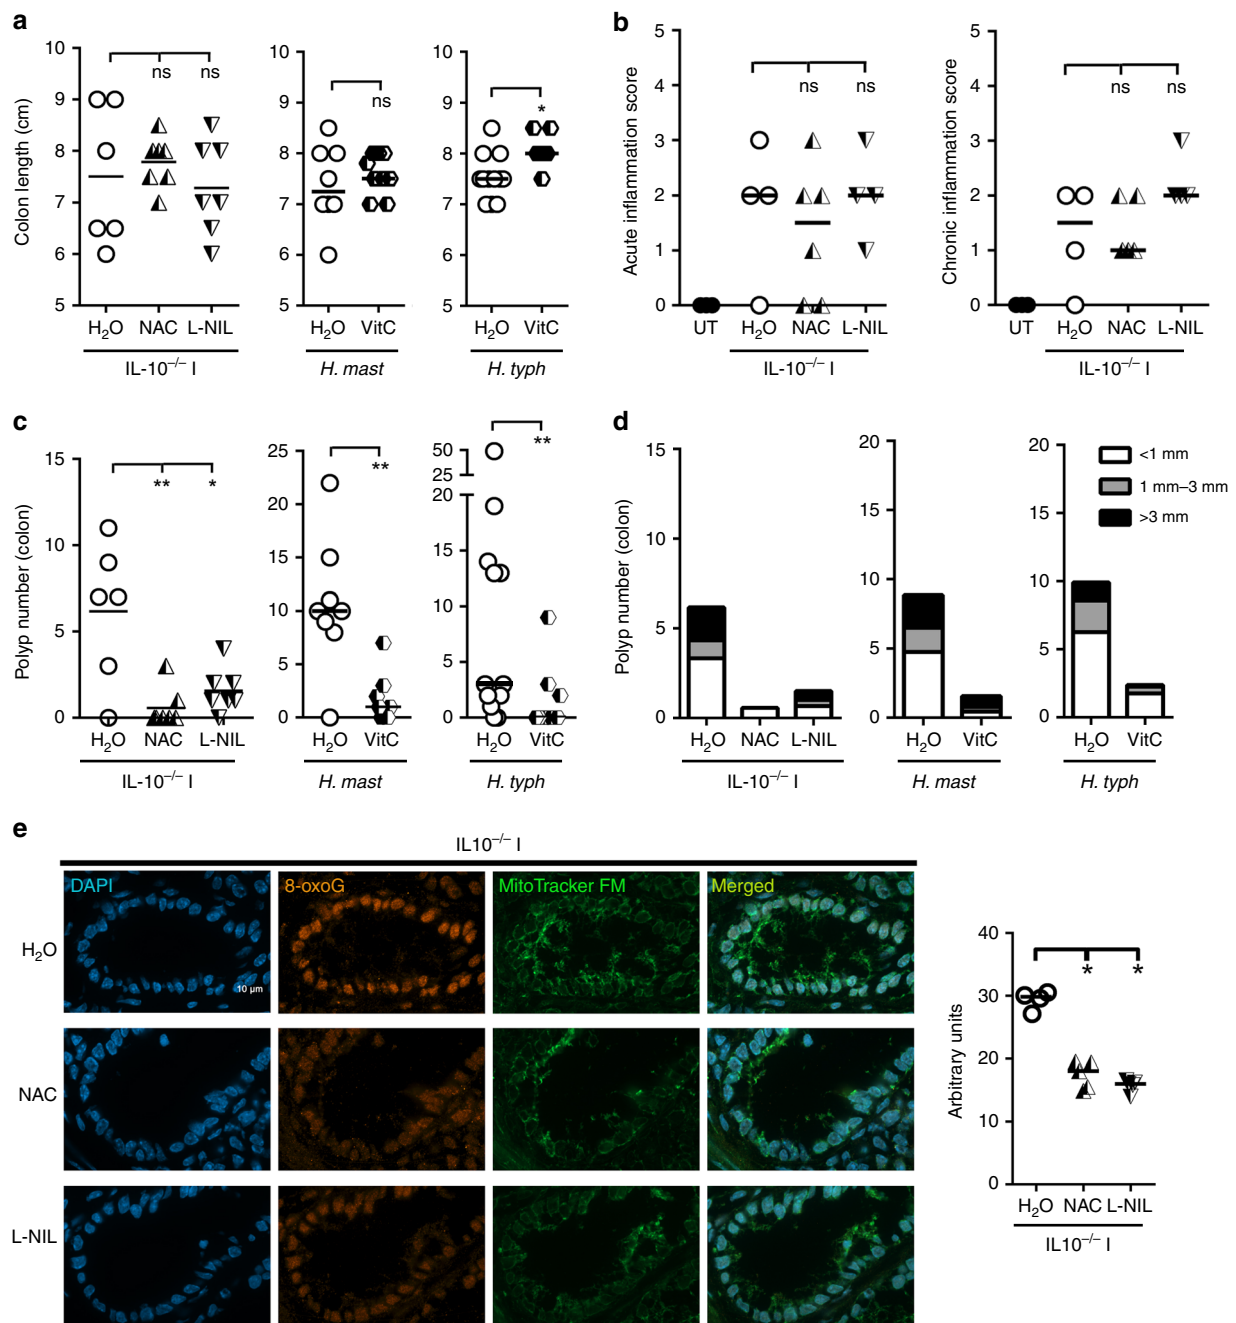 a
Colon length (cm)
10
9
8
7
6
5
ns
ns
H₂O NAC L-NIL
IL-10⁻/⁻ I
10
9
8
7
6
5
ns
H₂O VitC
H. mast
10
9
8
7
6
5
*
H₂O VitC
H. typh
b
Acute inflammation score
5
4
3
2
1
0
ns
ns
UT H₂O NAC L-NIL
IL-10⁻/⁻ I
Chronic inflammation score
5
4
3
2
1
0
ns
ns
UT H₂O NAC L-NIL
IL-10⁻/⁻ I
c
Polyp number (colon)
15
10
5
0
**
*
H₂O NAC L-NIL
IL-10⁻/⁻ I
25
20
15
10
5
0
**
H₂O VitC
H. mast
50
25
20
15
10
5
0
**
H₂O VitC
H. typh
d
Polyp number (colon)
15
10
5
0
H₂O NAC L-NIL
IL-10⁻/⁻ I
20
15
10
5
0
H₂O VitC
H. mast
20
15
10
5
0
<1 mm
1 mm–3 mm
>3 mm
H₂O VitC
H. typh
e
IL10⁻/⁻ I
DAPI 8-oxoG MitoTracker FM Merged
H₂O
10 µm
NAC
L-NIL
Arbitrary units
40
30
20
10
0
*
*
H₂O NAC L-NIL
IL10⁻/⁻ I